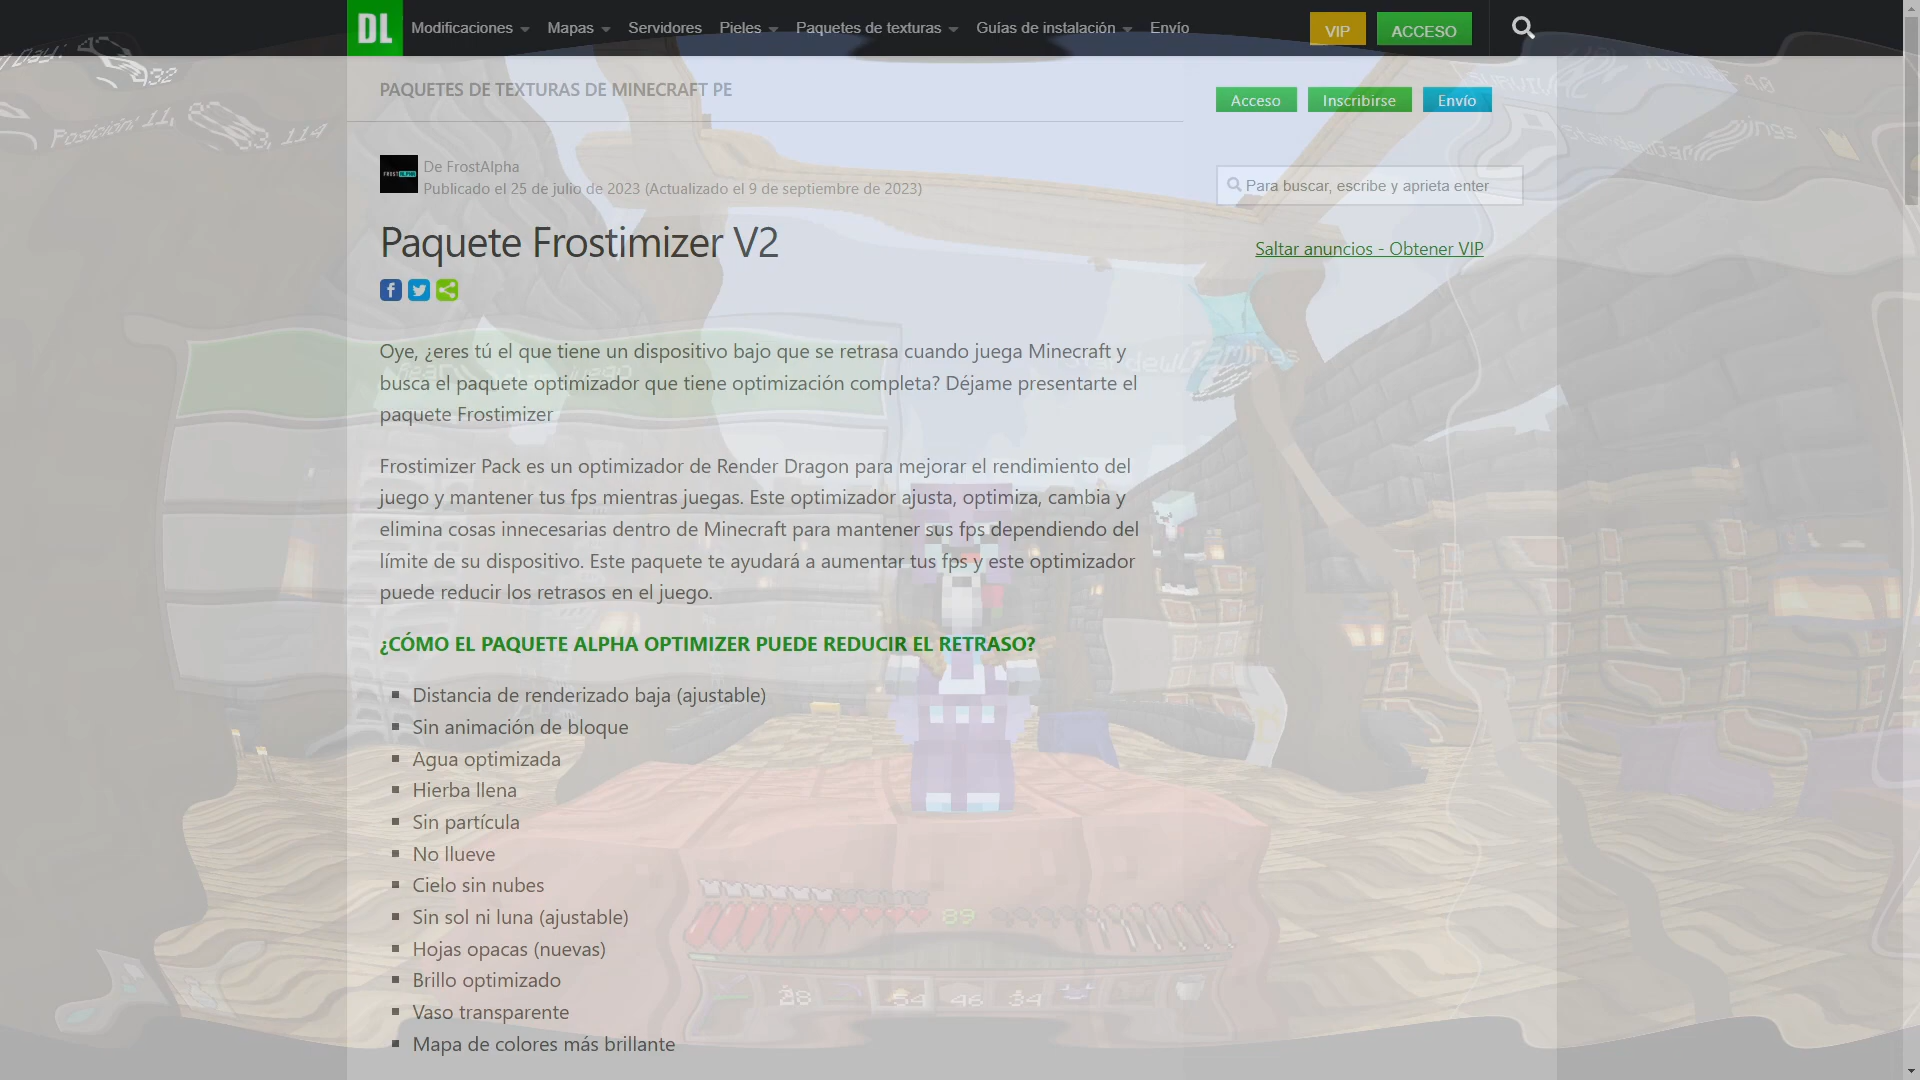 DL Modificaciones Mapas Servidores Pieles Paquetes de texturas Guías de instalación Envío VIP ACCESO
PAQUETES DE TEXTURAS DE MINECRAFT PE
Acceso Inscribirse Envío
De FrostAlpha
Publicado el 25 de julio de 2023 (Actualizado el 9 de septiembre de 2023)
Para buscar, escribe y aprieta enter
Paquete Frostimizer V2
Saltar anuncios - Obtener VIP
Oye, ¿eres tú el que tiene un dispositivo bajo que se retrasa cuando juega Minecraft y
busca el paquete optimizador que tiene optimización completa? Déjame presentarte el
paquete Frostimizer
Frostimizer Pack es un optimizador de Render Dragon para mejorar el rendimiento del
juego y mantener tus fps mientras juegas. Este optimizador ajusta, optimiza, cambia y
elimina cosas innecesarias dentro de Minecraft para mantener sus fps dependiendo del
límite de su dispositivo. Este paquete te ayudará a aumentar tus fps y este optimizador
puede reducir los retrasos en el juego.
¿CÓMO EL PAQUETE ALPHA OPTIMIZER PUEDE REDUCIR EL RETRASO?
Distancia de renderizado baja (ajustable)
Sin animación de bloque
Agua optimizada
Hierba llena
Sin partícula
No llueve
Cielo sin nubes
Sin sol ni luna (ajustable)
Hojas opacas (nuevas)
Brillo optimizado
Vaso transparente
Mapa de colores más brillante
89
28 54 46 34